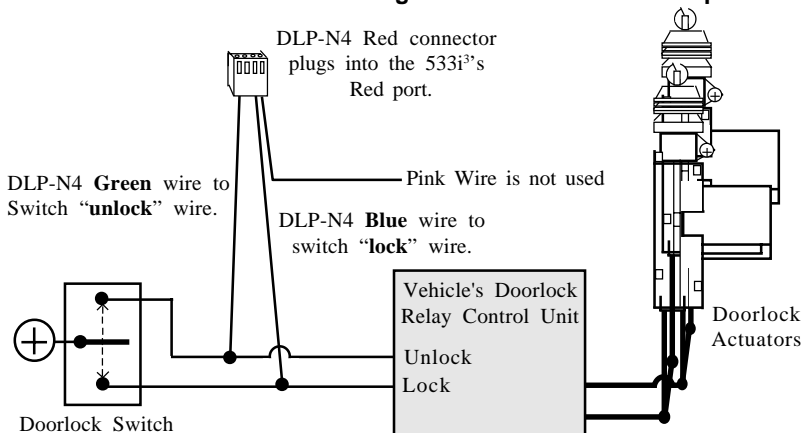 DLP-N4 Red connector
plugs into the 533i³'s
Red port.
DLP-N4 Green wire to
Switch “unlock” wire.
Pink Wire is not used
DLP-N4 Blue wire to
switch “lock” wire.
Vehicle's Doorlock
Relay Control Unit
Unlock
Lock
Doorlock
Actuators
Doorlock Switch